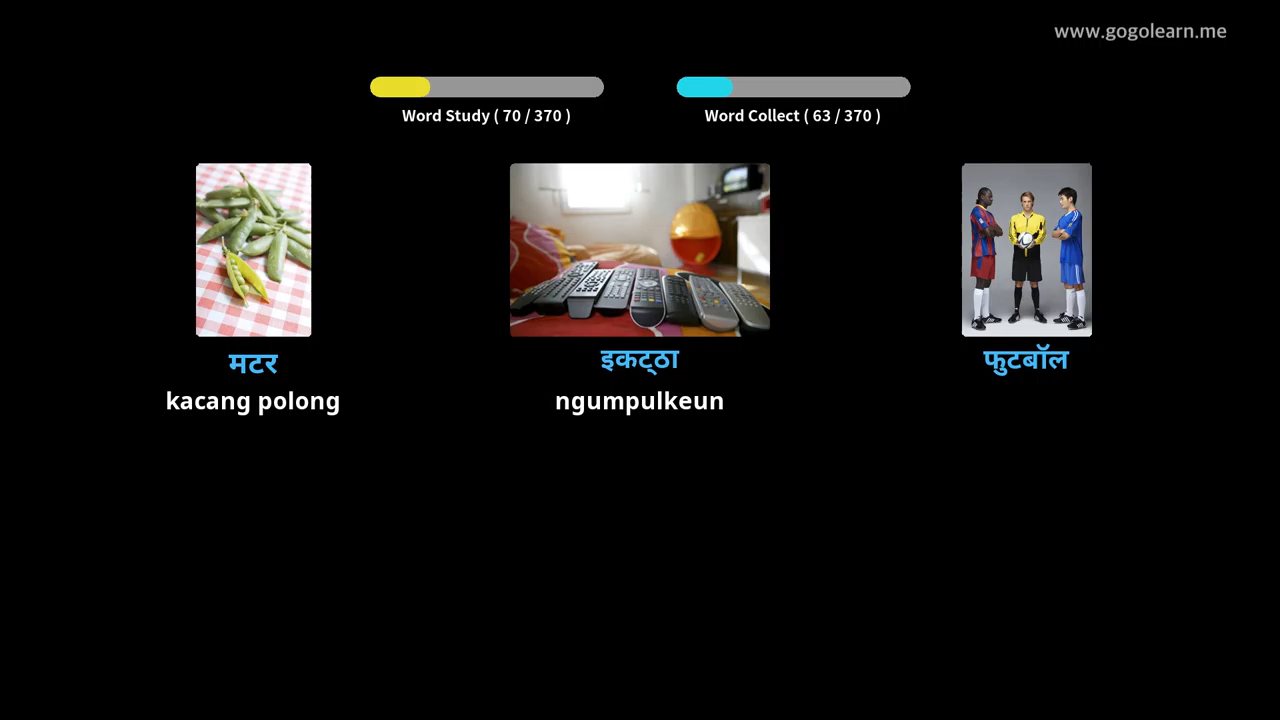 www.gogolearn.me
Word Study ( 70 / 370 )
Word Collect ( 63 / 370 )
मटर
इकट्ठा
फुटबॉल
kacang polong
ngumpulkeun